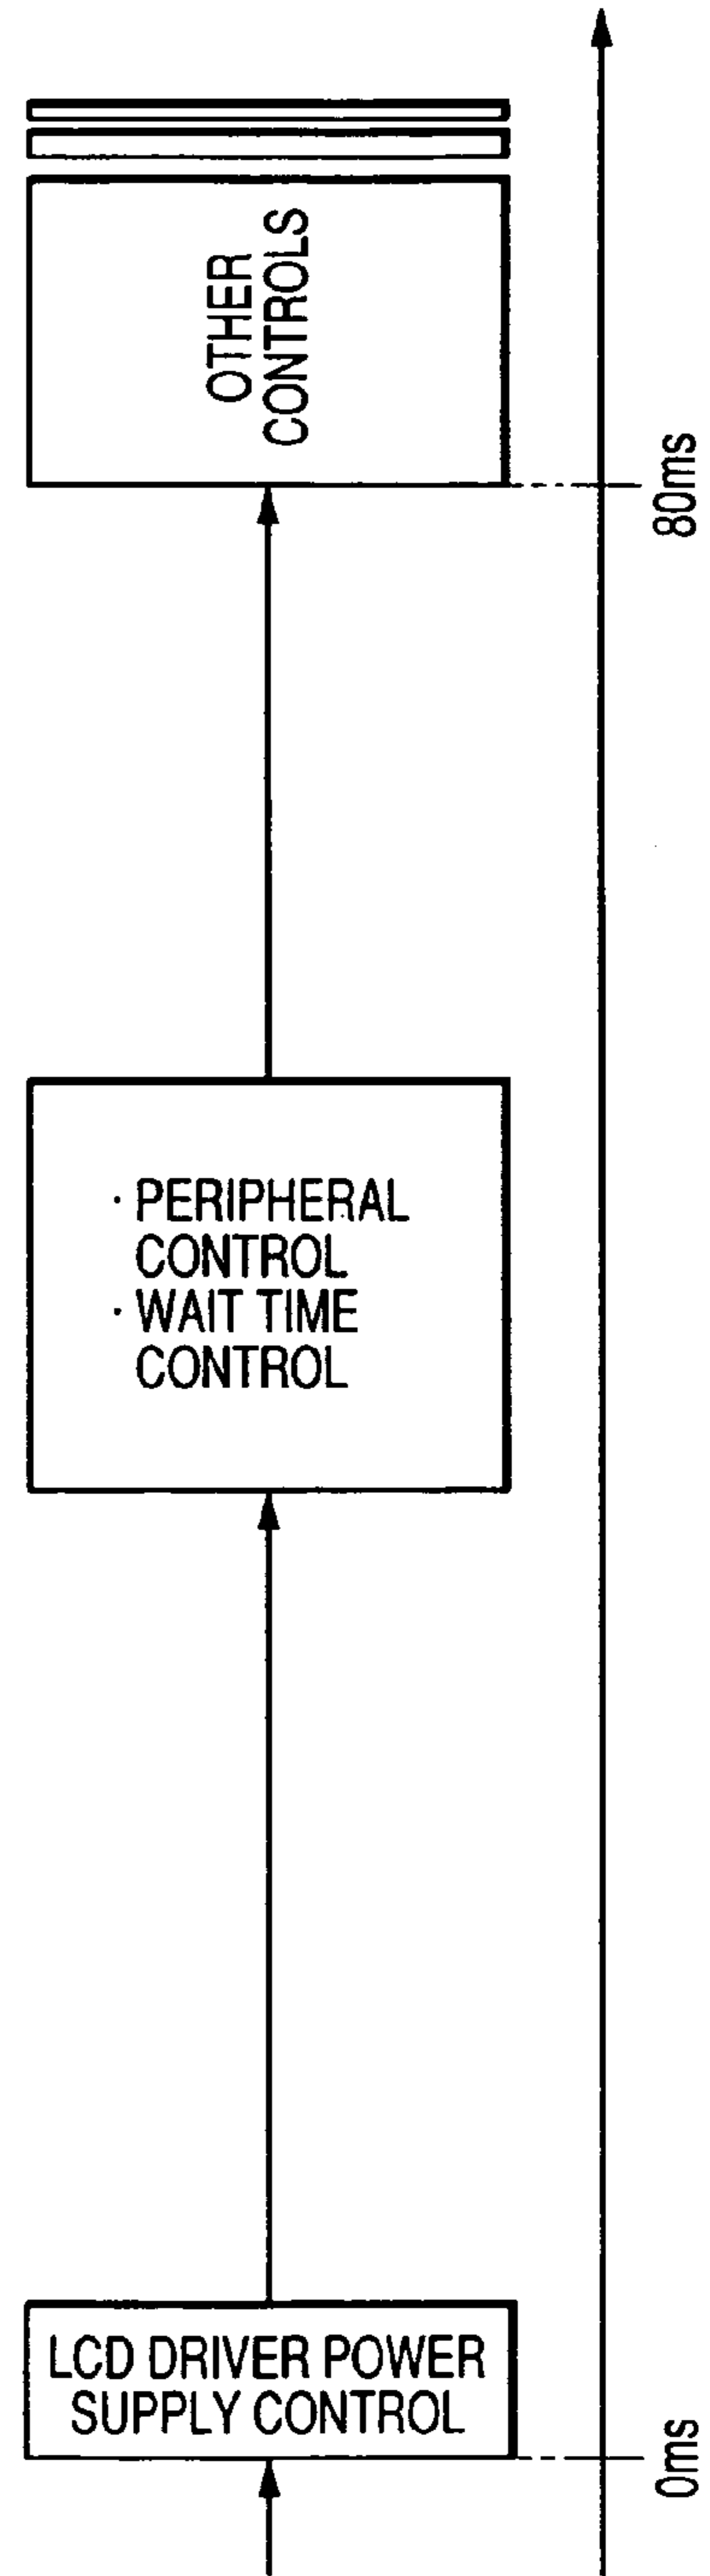 OTHER
CONTROLS
80ms
· PERIPHERAL
CONTROL
· WAIT TIME
CONTROL
LCD DRIVER POWER
SUPPLY CONTROL
0ms